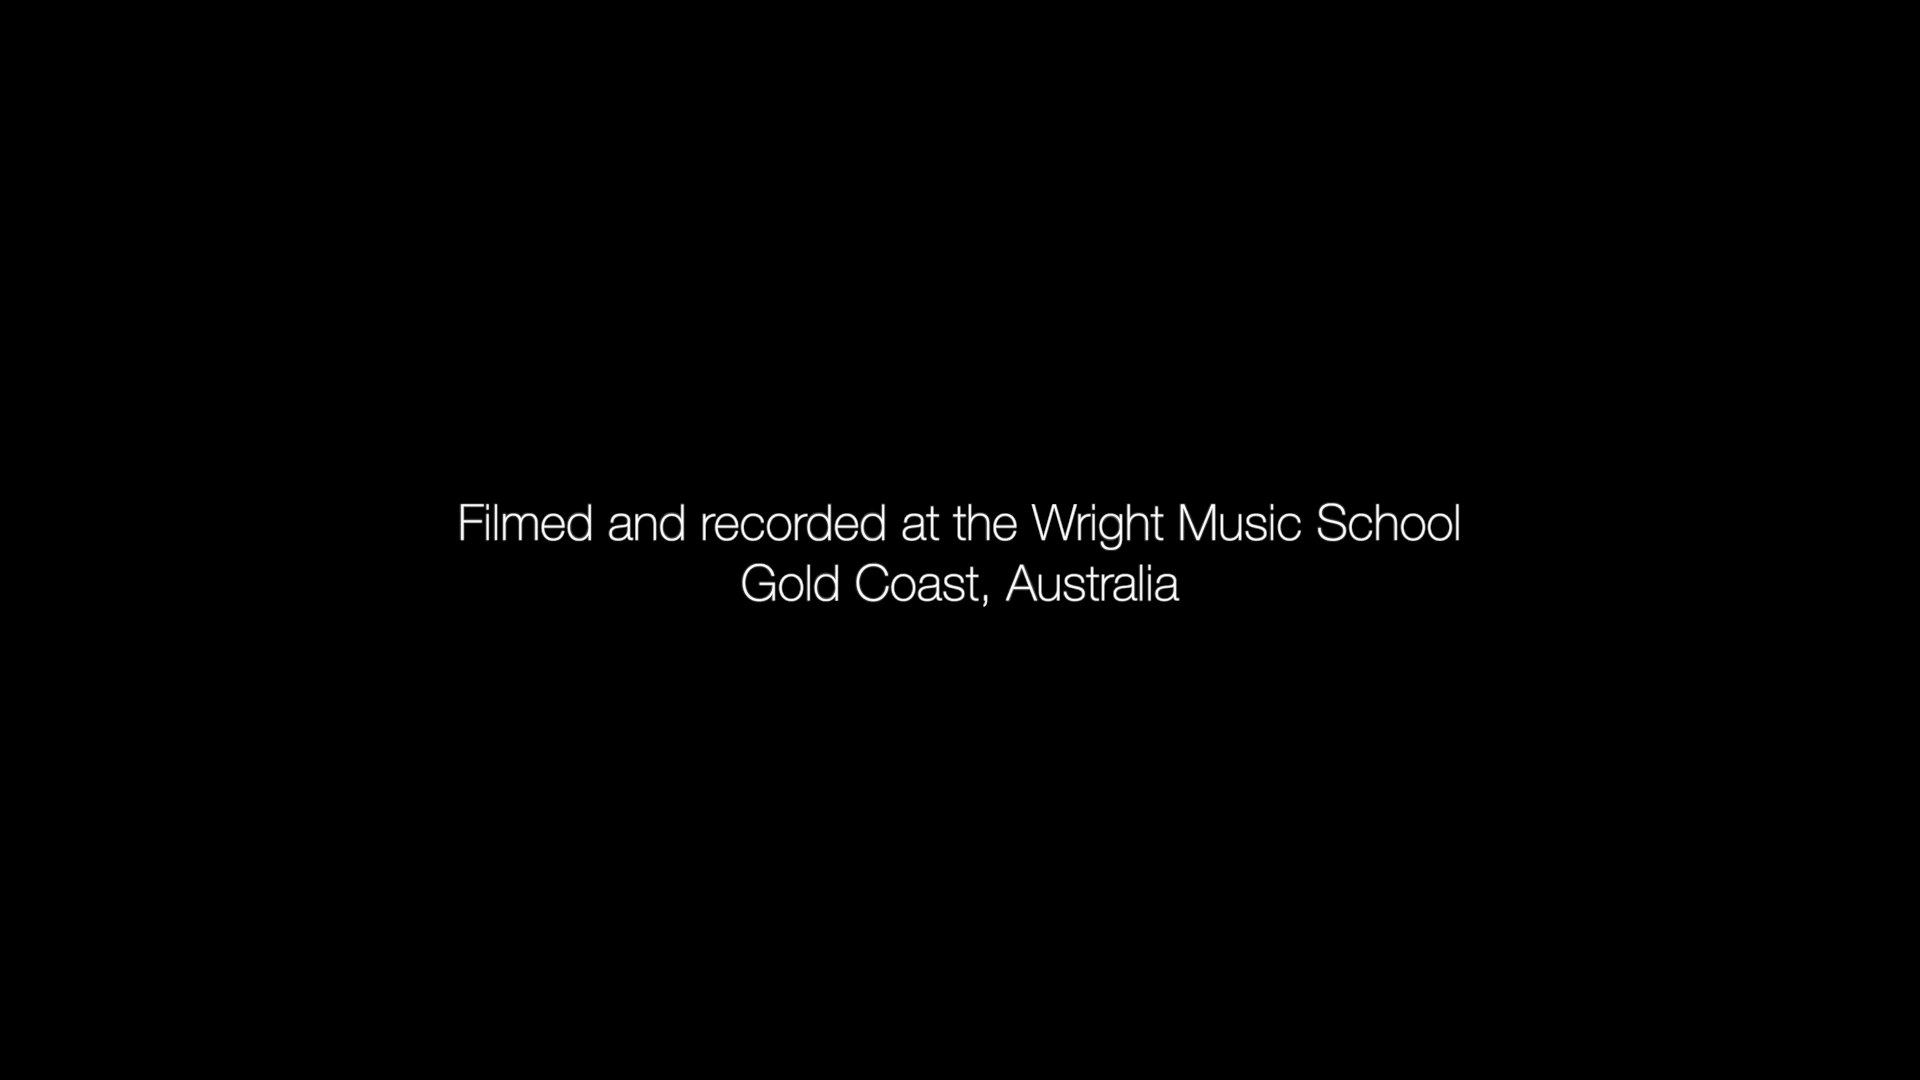 Filmed and recorded at the Wright Music School
Gold Coast, Australia